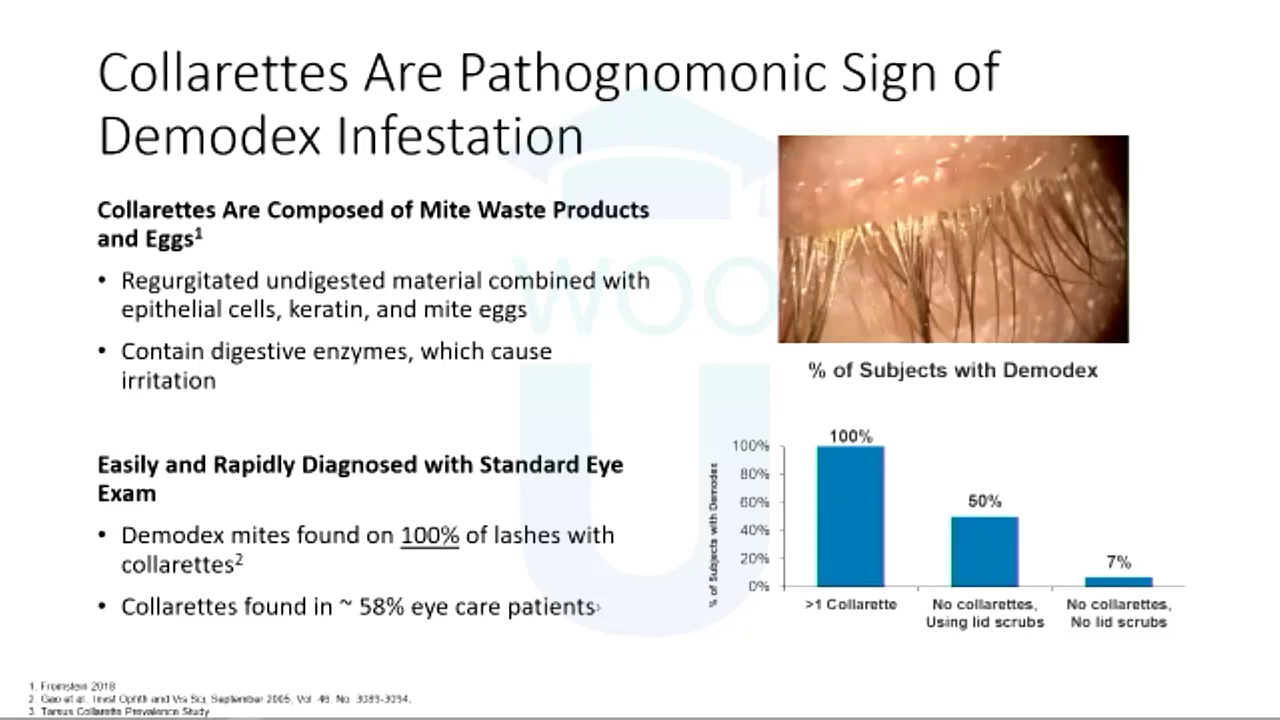 Collarettes Are Pathognomonic Sign of
Demodex Infestation
Collarettes Are Composed of Mite Waste Products
and Eggs1
• Regurgitated undigested material combined with
epithelial cells, keratin, and mite eggs
• Contain digestive enzymes, which cause
irritation
Easily and Rapidly Diagnosed with Standard Eye
Exam
• Demodex mites found on 100% of lashes with
collarettes2
• Collarettes found in ~ 58% eye care patients3
WOO
U
% of Subjects with Demodex
% of Subjects with Demodex
100%
80%
60%
40%
20%
0%
100%
50%
7%
>1 Collarette
No collarettes,
Using lid scrubs
No collarettes,
No lid scrubs
1. Fromstein 2018
2. Gao et al., Invst Ophth and Vis Sci, September 2005, Vol. 46, No. 3089-3094.
3. Tarsus Collarette Prevalence Study